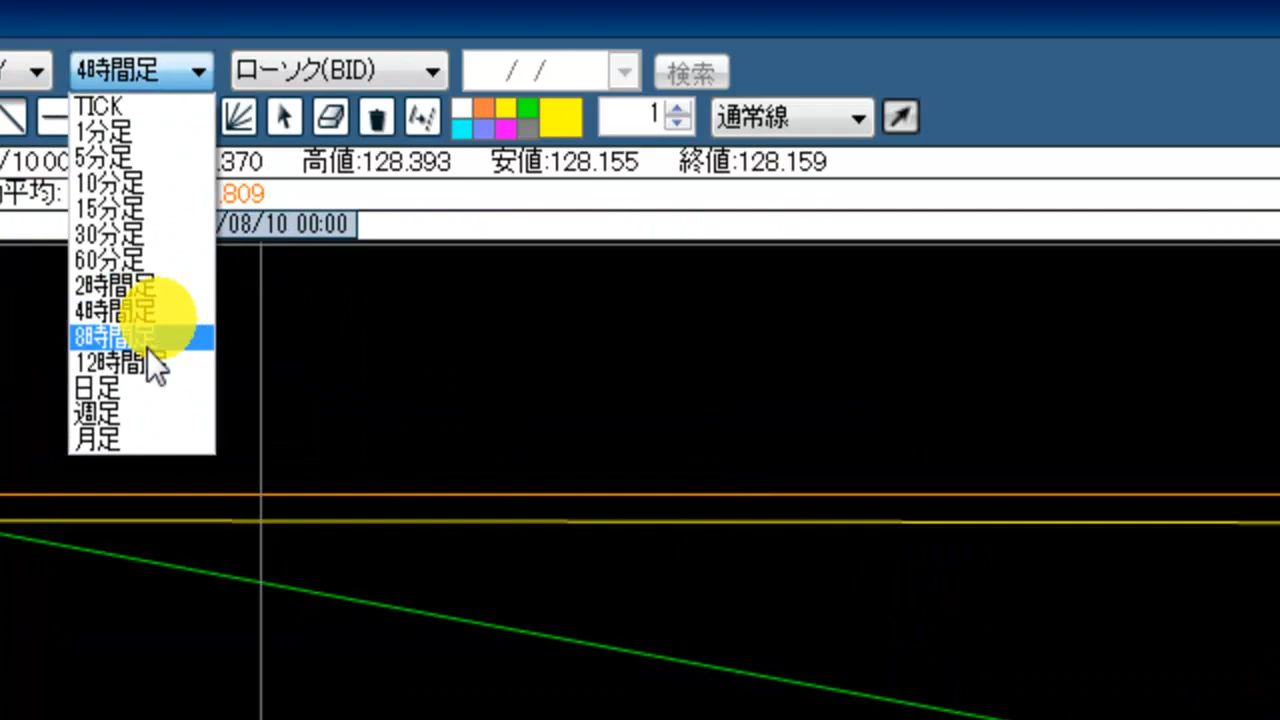 4時間足 ローソク(BID) / / 検索
1 通常線
/10 00 .370 高値:128.393 安値:128.155 終値:128.159
平均: .809
/08/10 00:00
TICK
1分足
5分足
10分足
15分足
30分足
60分足
2時間足
4時間足
8時間足
12時間足
日足
週足
月足